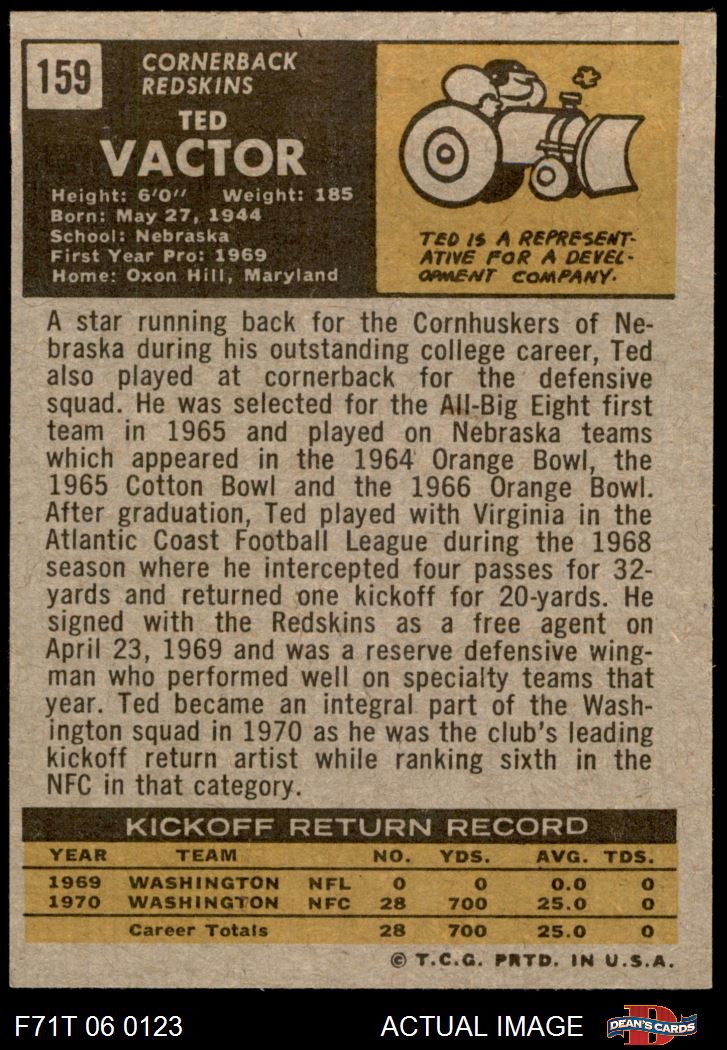 159
CORNERBACK
REDSKINS
TED
VACTOR
Height: 6'0" Weight: 185
Born: May 27, 1944
School: Nebraska
First Year Pro: 1969
Home: Oxon Hill, Maryland
TED IS A REPRESENT-
ATIVE FOR A DEVEL-
OPMENT COMPANY.
A star running back for the Cornhuskers of Ne-
braska during his outstanding college career, Ted
also played at cornerback for the defensive
squad. He was selected for the All-Big Eight first
team in 1965 and played on Nebraska teams
which appeared in the 1964 Orange Bowl, the
1965 Cotton Bowl and the 1966 Orange Bowl.
After graduation, Ted played with Virginia in the
Atlantic Coast Football League during the 1968
season where he intercepted four passes for 32-
yards and returned one kickoff for 20-yards. He
signed with the Redskins as a free agent on
April 23, 1969 and was a reserve defensive wing-
man who performed well on specialty teams that
year. Ted became an integral part of the Wash-
ington squad in 1970 as he was the club's leading
kickoff return artist while ranking sixth in the
NFC in that category.
KICKOFF RETURN RECORD
YEAR TEAM NO. YDS. AVG. TDS.
1969 WASHINGTON NFL 0 0 0.0 0
1970 WASHINGTON NFC 28 700 25.0 0
Career Totals 28 700 25.0 0
© T.C.G. PRTD. IN U.S.A.
F71T 06 0123 ACTUAL IMAGE D DEAN'S CARDS